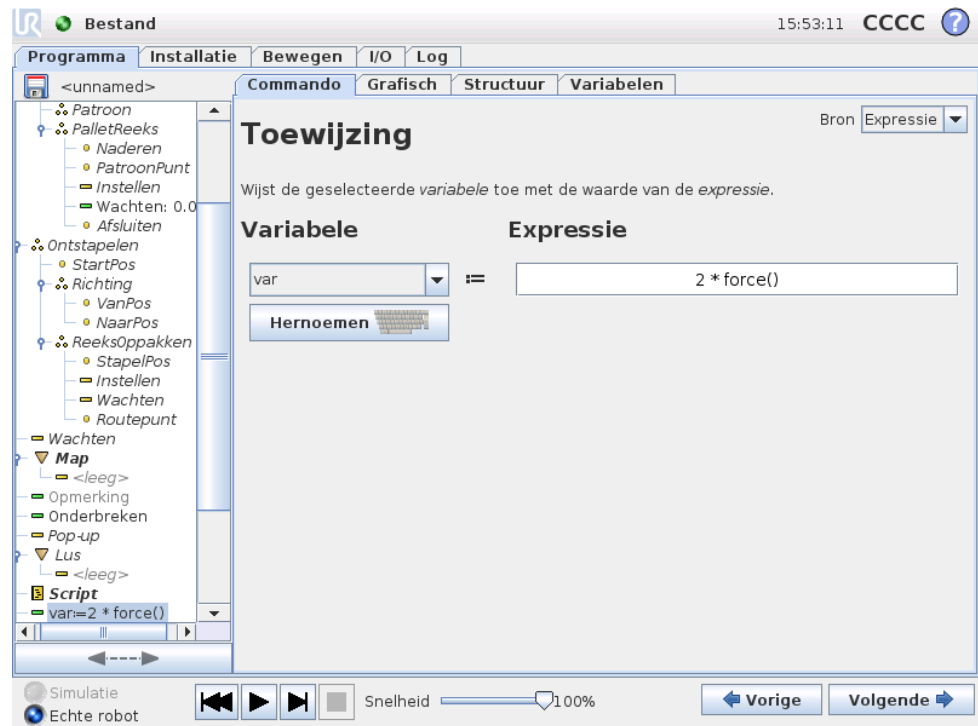 UR Bestand 15:53:11 CCCC ?
Programma Installatie Bewegen I/O Log
<unnamed>
Commando Grafisch Structuur Variabelen
Patroon
PalletReeks
Naderen
PatroonPunt
Instellen
Wachten: 0.0
Afsluiten
Ontstapelen
StartPos
Richting
VanPos
NaarPos
ReeksOppakken
StapelPos
Instellen
Wachten
Routepunt
Wachten
Map
<leeg>
Opmerking
Onderbreken
Pop-up
Lus
<leeg>
Script
var:=2 * force()
Toewijzing
Bron Expressie
Wijst de geselecteerde variabele toe met de waarde van de expressie.
Variabele Expressie
var := 2 * force()
Hernoemen
Simulatie
Echte robot
Snelheid 100%
Vorige Volgende